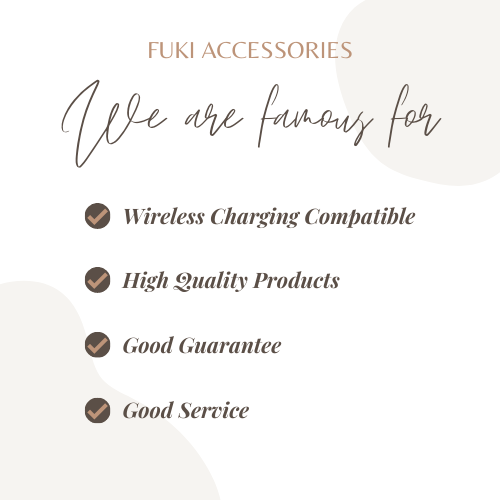 FUKI ACCESSORIES
We are famous for
Wireless Charging Compatible
High Quality Products
Good Guarantee
Good Service